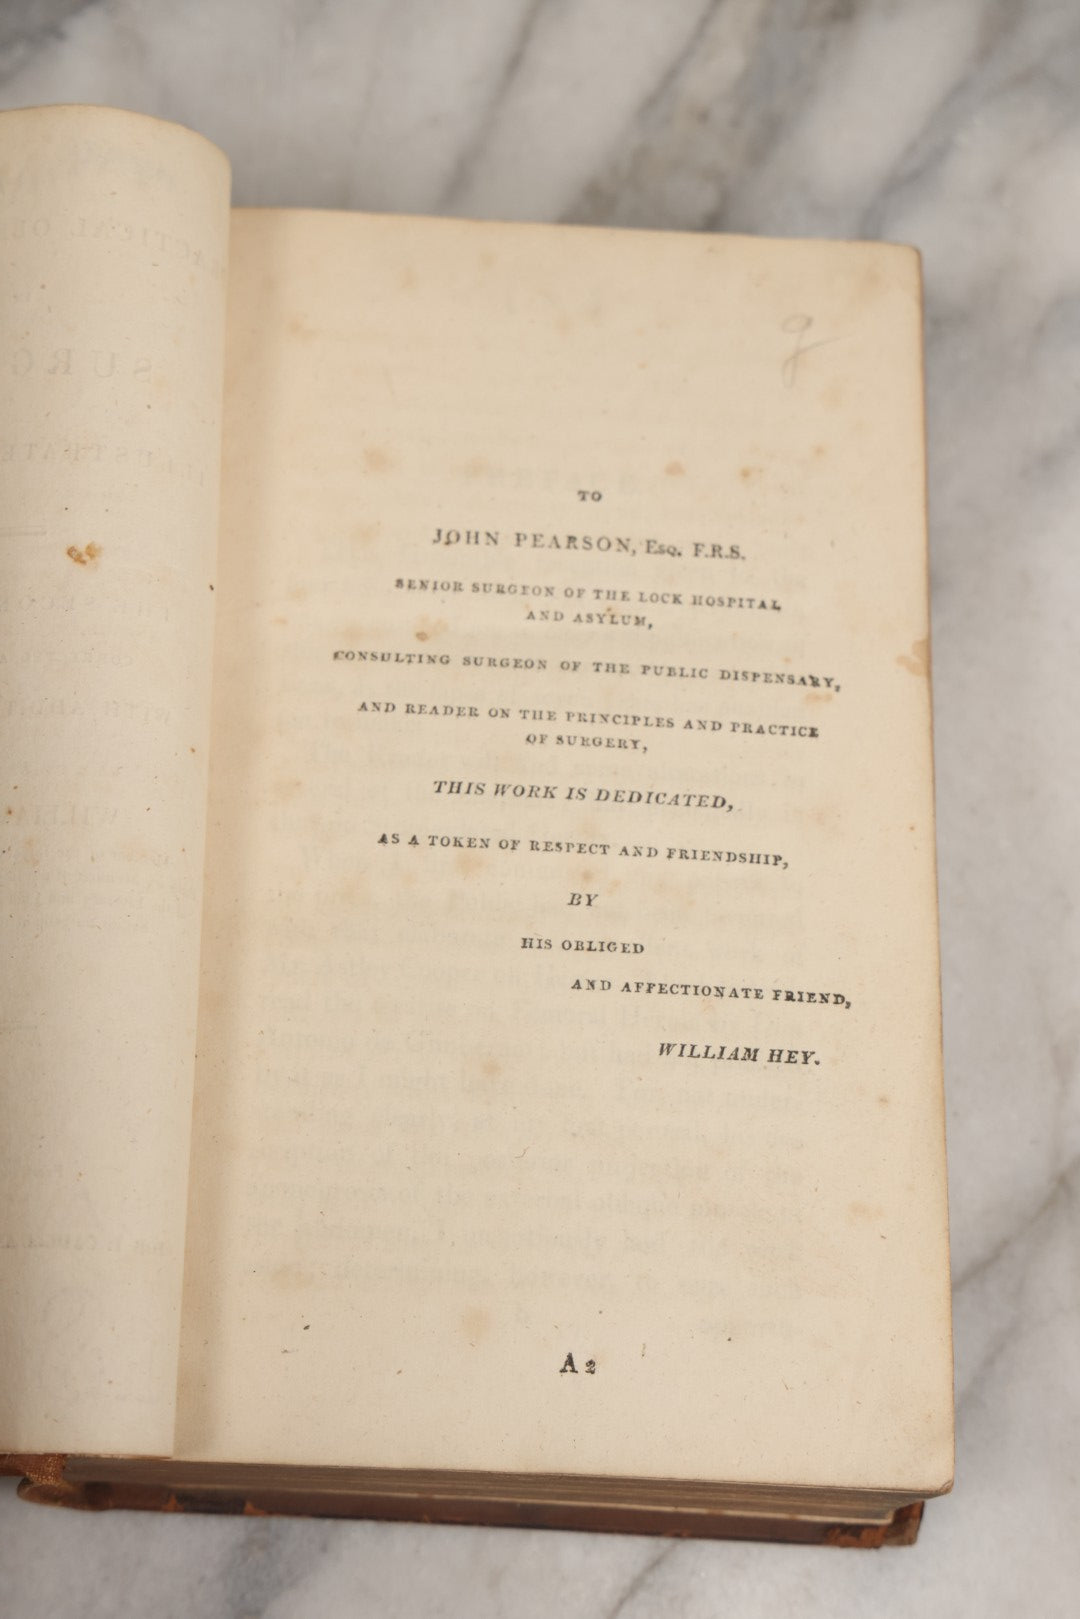 g
TO
JOHN PEARSON, Esq. F.R.S.
SENIOR SURGEON OF THE LOCK HOSPITAL
AND ASYLUM,
CONSULTING SURGEON OF THE PUBLIC DISPENSARY,
AND READER ON THE PRINCIPLES AND PRACTICE
OF SURGERY,
THIS WORK IS DEDICATED,
AS A TOKEN OF RESPECT AND FRIENDSHIP,
BY
HIS OBLIGED
AND AFFECTIONATE FRIEND,
WILLIAM HEY.
A 2